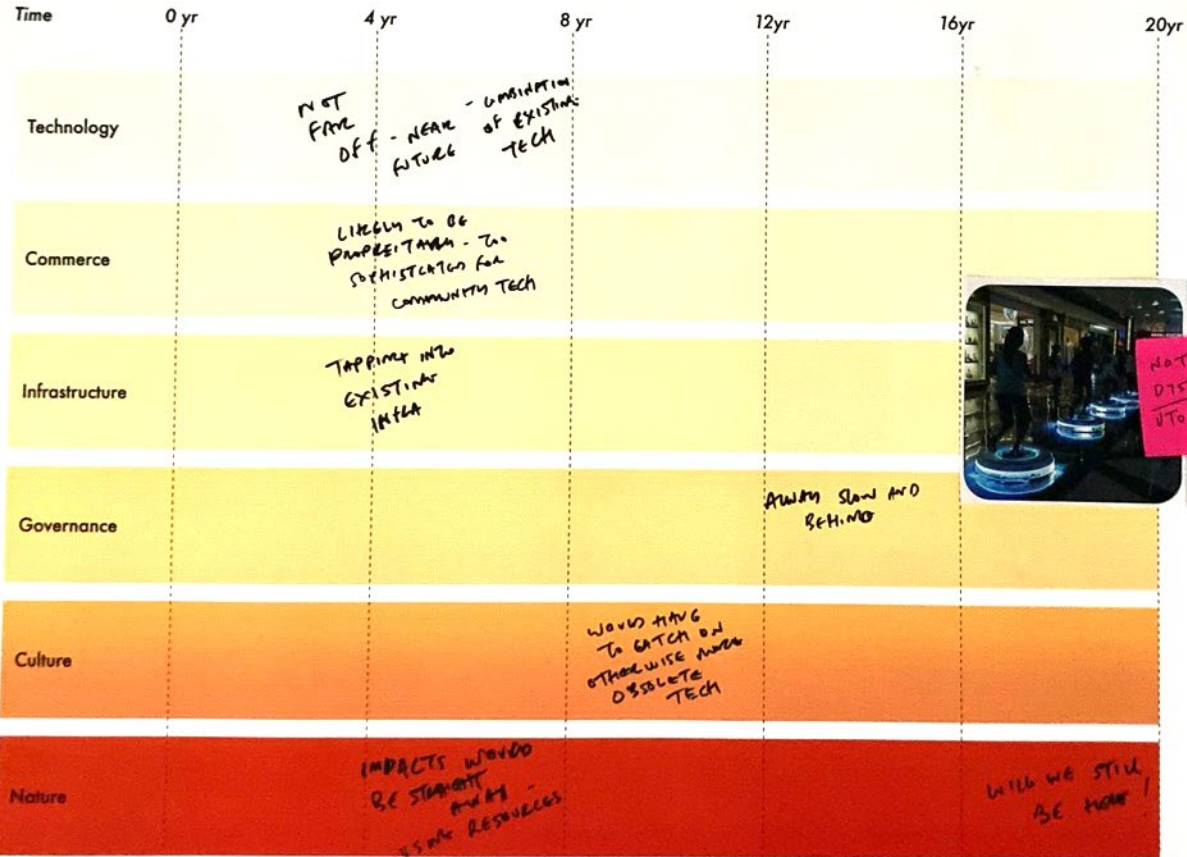 Time
0 yr
4 yr
8 yr
12yr
16yr
20yr
Technology
NOT
FAR
OFF - NEAR
FUTURE
- COMBINATION
OF EXISTING
TECH
Commerce
LIKELY TO BE
PROPREITARY - TOO
SOPHISTICATED FOR
COMMUNITY TECH
Infrastructure
TAPPING INTO
EXISTING
INFRA
NOT
Governance
ALWAYS SLOW AND
BEHIND
Culture
WOULD HAVE
TO CATCH ON
OTHERWISE MORE
OBSOLETE
TECH
Nature
IMPACTS WOULD
BE STRAIGHT
AWAY -
USING RESOURCES
WILL WE STILL
BE HERE!